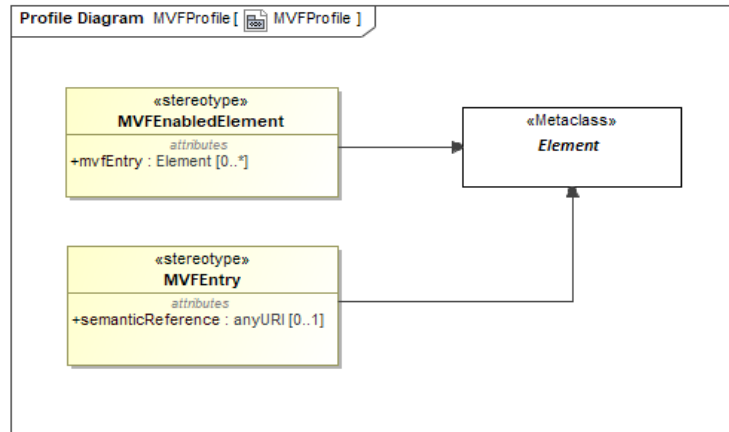 Profile Diagram MVFProfile [ MVFProfile ]
«stereotype»
MVFEnabledElement
attributes
+mvfEntry : Element [0..*]
«Metaclass»
Element
«stereotype»
MVFEntry
attributes
+semanticReference : anyURI [0..1]